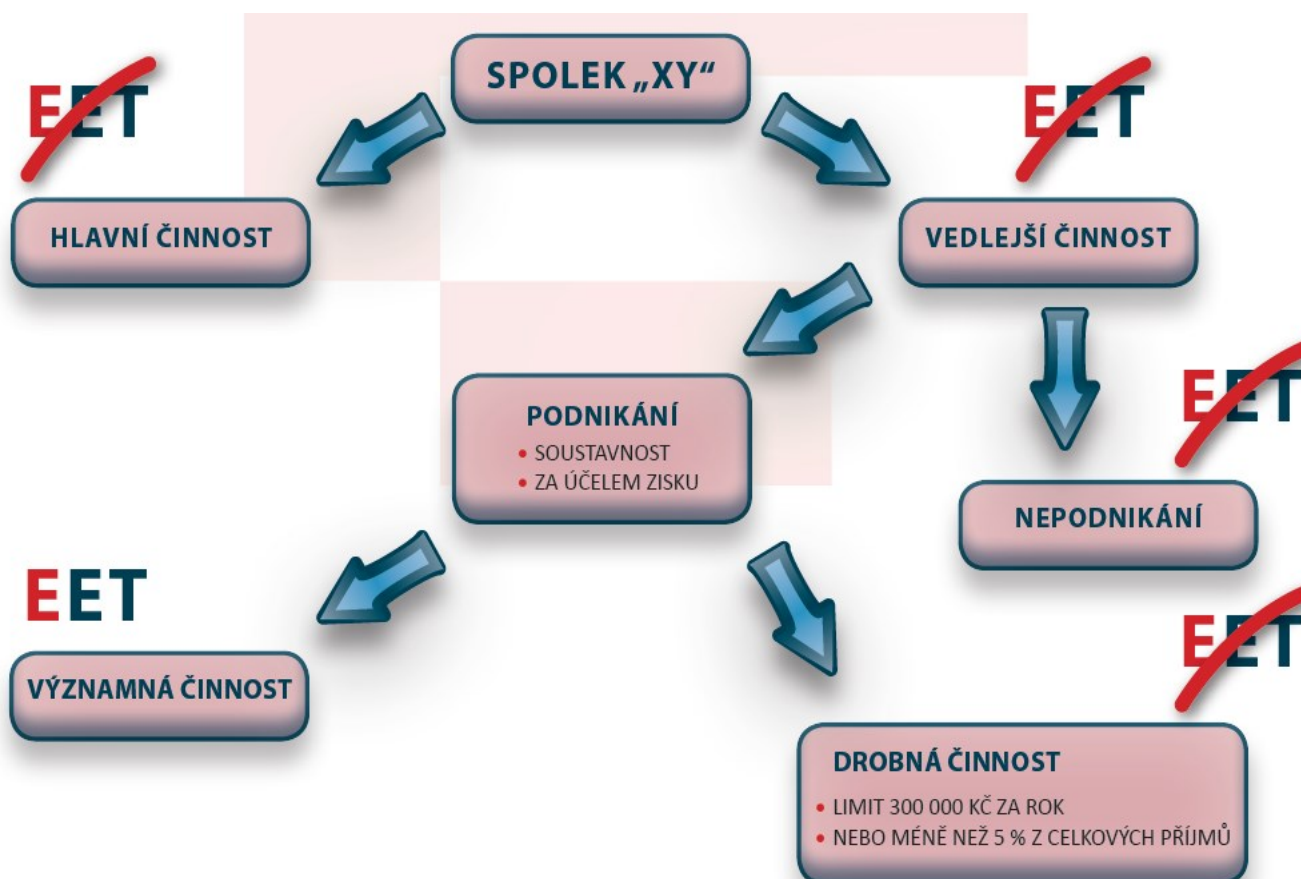 SPOLEK „XY“
EET
EET
HLAVNÍ ČINNOST
VEDLEJŠÍ ČINNOST
PODNIKÁNÍ
• SOUSTAVNOST
• ZA ÚČELEM ZISKU
EET
NEPODNIKÁNÍ
EET
EET
VÝZNAMNÁ ČINNOST
DROBNÁ ČINNOST
• LIMIT 300 000 KČ ZA ROK
• NEBO MÉNĚ NEŽ 5 % Z CELKOVÝCH PŘÍJMŮ